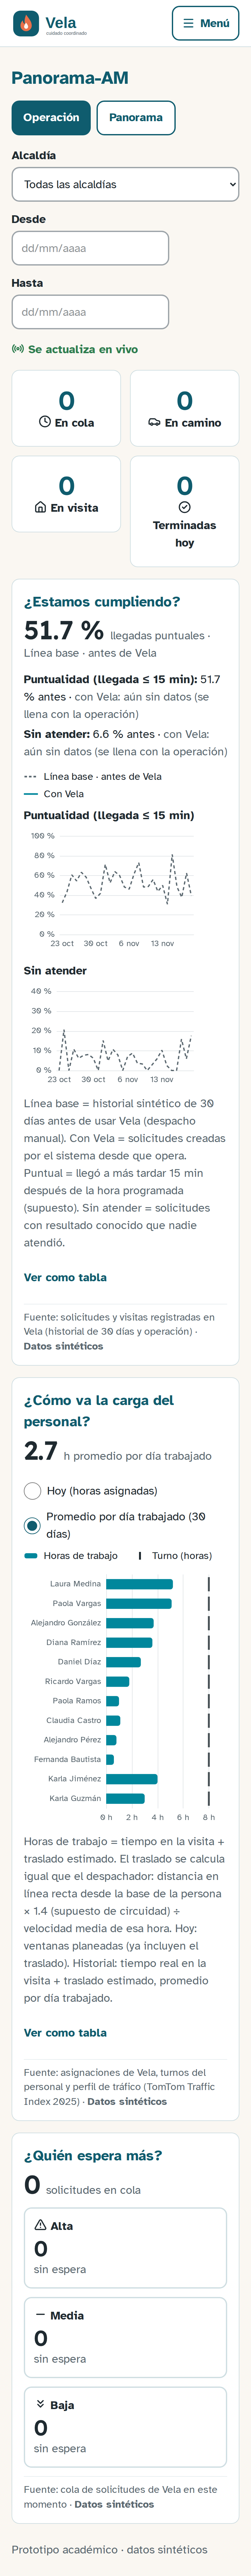 Vela
cuidado coordinado
Menú
Panorama-AM
Operación
Panorama
Alcaldía
Todas las alcaldías
Desde
dd/mm/aaaa
Hasta
dd/mm/aaaa
Se actualiza en vivo
0
En cola
0
En camino
0
En visita
0
Terminadas
hoy
¿Estamos cumpliendo?
51.7 % llegadas puntuales ·
Línea base · antes de Vela
Puntualidad (llegada ≤ 15 min): 51.7
% antes · con Vela: aún sin datos (se
llena con la operación)
Sin atender: 6.6 % antes · con Vela:
aún sin datos (se llena con la operación)
Línea base · antes de Vela
Con Vela
Puntualidad (llegada ≤ 15 min)
100 %
80 %
60 %
40 %
20 %
0 %
23 oct 30 oct 6 nov 13 nov
Sin atender
40 %
30 %
20 %
10 %
0 %
23 oct 30 oct 6 nov 13 nov
Línea base = historial sintético de 30
días antes de usar Vela (despacho
manual). Con Vela = solicitudes creadas
por el sistema desde que opera.
Puntual = llegó a más tardar 15 min
después de la hora programada
(supuesto). Sin atender = solicitudes
con resultado conocido que nadie
atendió.
Ver como tabla
Fuente: solicitudes y visitas registradas en
Vela (historial de 30 días y operación) ·
Datos sintéticos
¿Cómo va la carga del
personal?
2.7 h promedio por día trabajado
Hoy (horas asignadas)
Promedio por día trabajado (30
días)
Horas de trabajo Turno (horas)
Laura Medina
Paola Vargas
Alejandro González
Diana Ramírez
Daniel Díaz
Ricardo Vargas
Paola Ramos
Claudia Castro
Alejandro Pérez
Fernanda Bautista
Karla Jiménez
Karla Guzmán
0 h 2 h 4 h 6 h 8 h
Horas de trabajo = tiempo en la visita +
traslado estimado. El traslado se calcula
igual que el despachador: distancia en
línea recta desde la base de la persona
× 1.4 (supuesto de circuidad) ÷
velocidad media de esa hora. Hoy:
ventanas planeadas (ya incluyen el
traslado). Historial: tiempo real en la
visita + traslado estimado, promedio
por día trabajado.
Ver como tabla
Fuente: asignaciones de Vela, turnos del
personal y perfil de tráfico (TomTom Traffic
Index 2025) · Datos sintéticos
¿Quién espera más?
0 solicitudes en cola
Alta
0
sin espera
Media
0
sin espera
Baja
0
sin espera
Fuente: cola de solicitudes de Vela en este
momento · Datos sintéticos
Prototipo académico · datos sintéticos